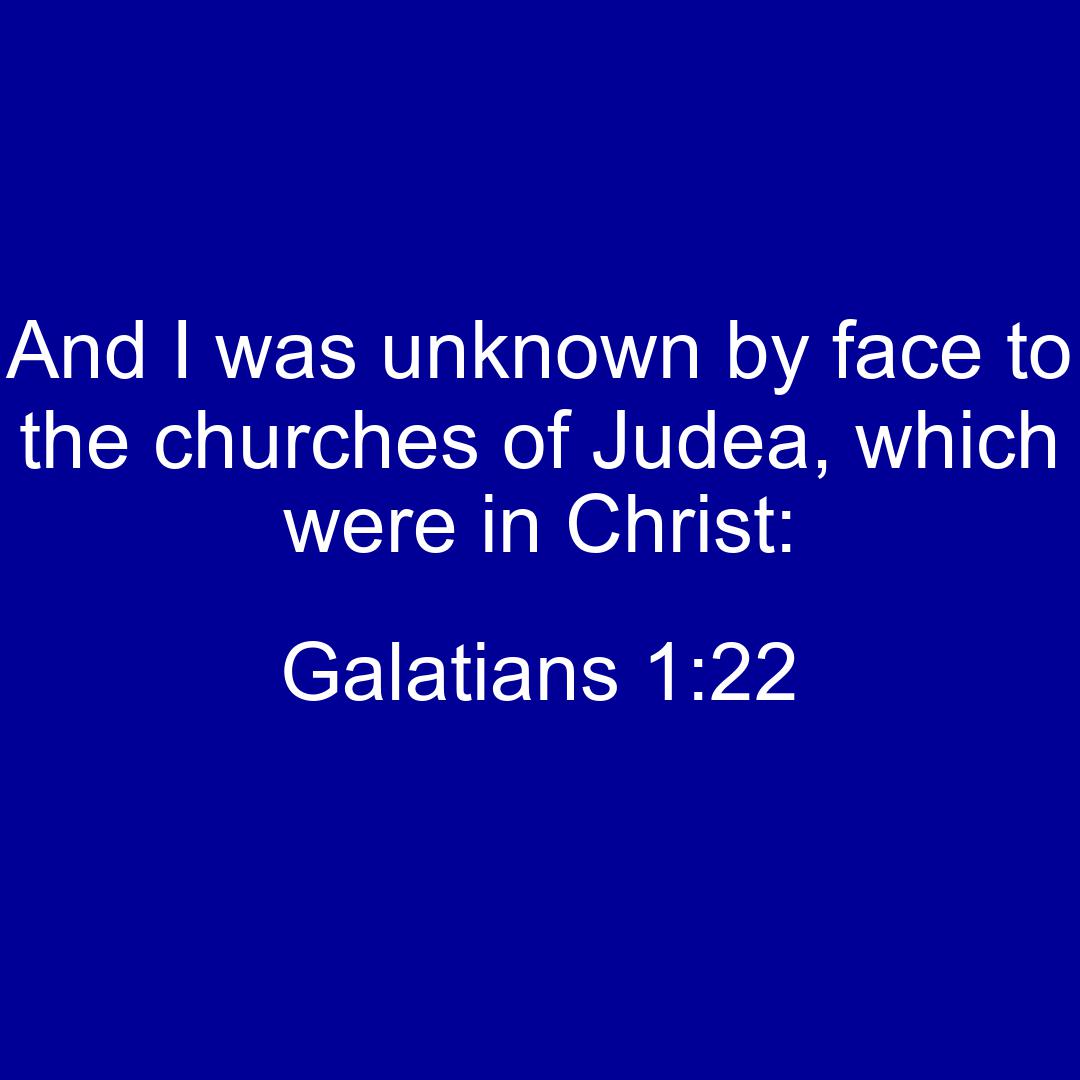 And I was unknown by face to
the churches of Judea, which
were in Christ:
Galatians 1:22